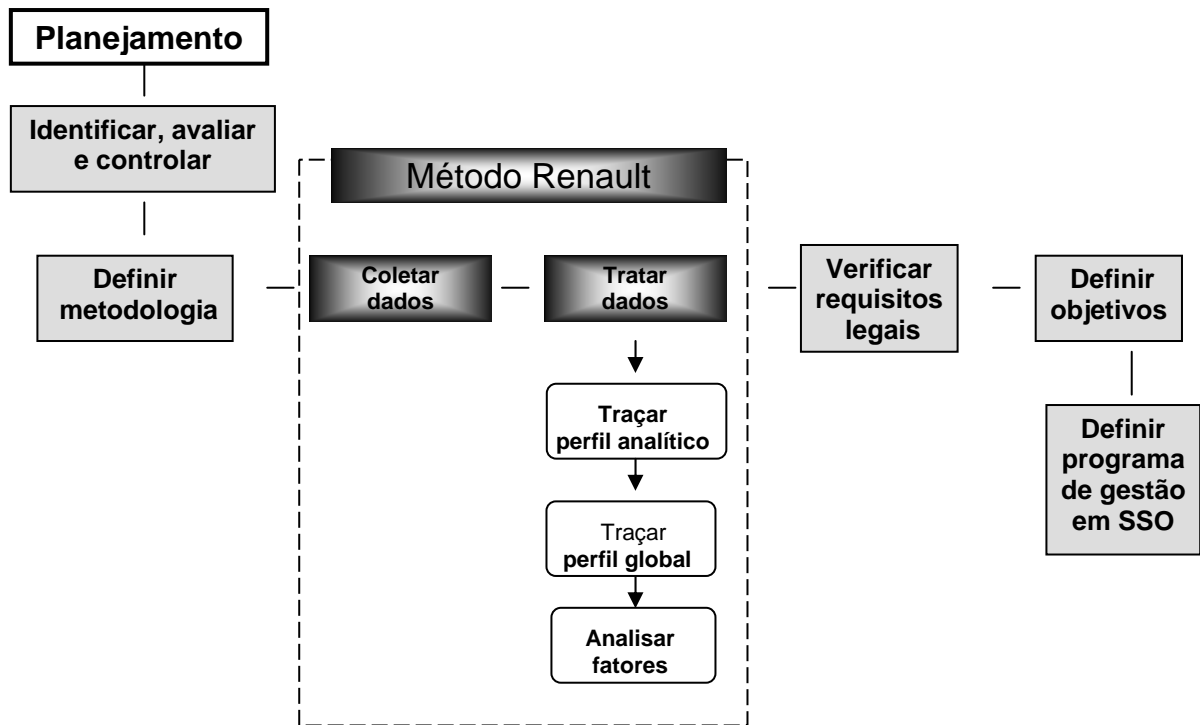 Planejamento
Identificar, avaliar
e controlar
Método Renault
Definir
metodologia
Coletar
dados
Tratar
dados
Verificar
requisitos
legais
Definir
objetivos
Traçar
perfil analítico
Traçar
perfil global
Analisar
fatores
Definir
programa
de gestão
em SSO